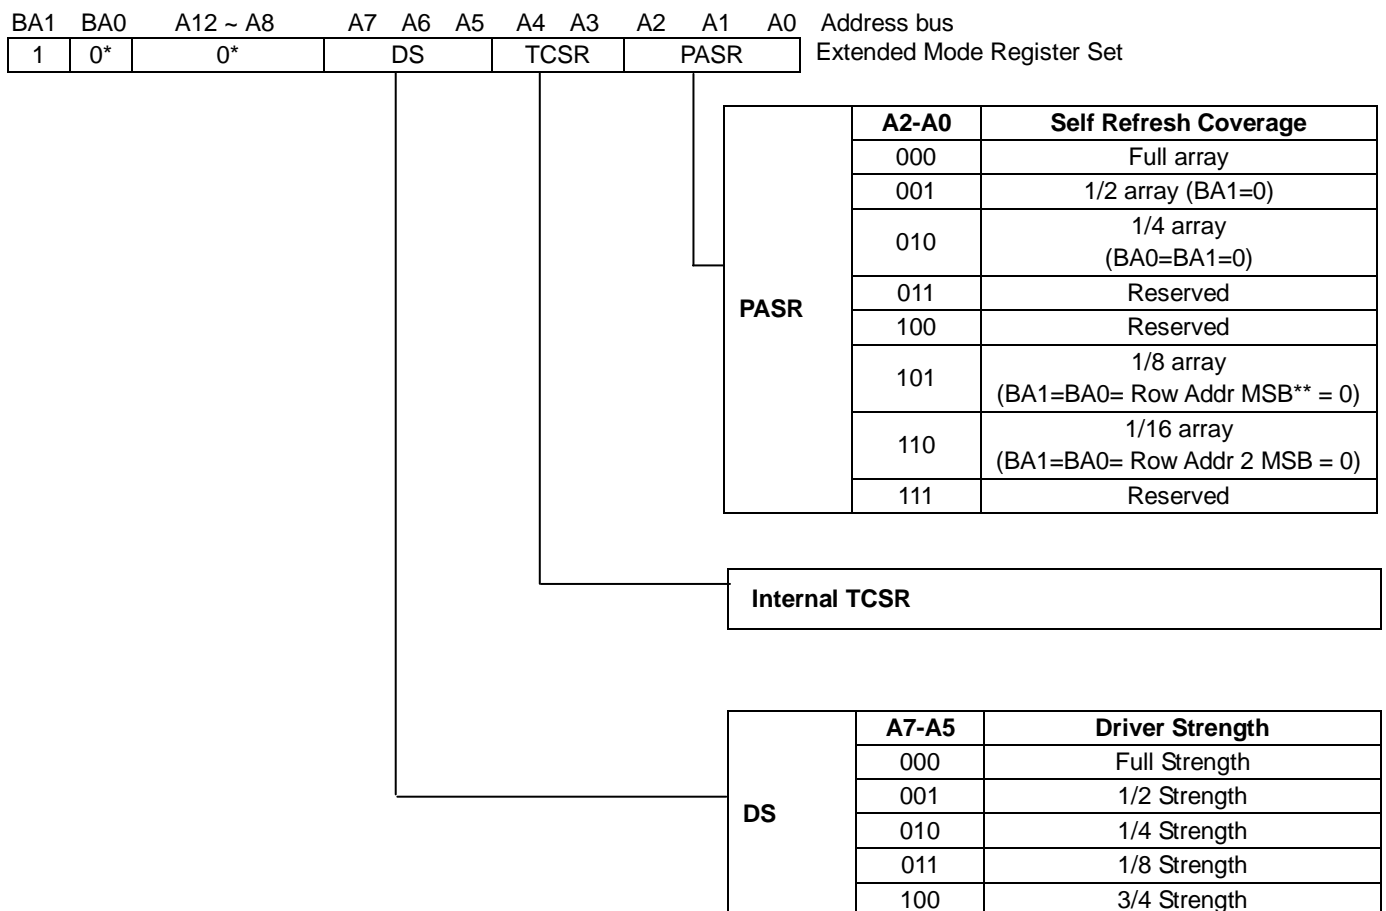 BA1 BA0 A12 ~ A8 A7 A6 A5 A4 A3 A2 A1 A0 Address bus
1 0* 0* DS TCSR PASR Extended Mode Register Set
PASR
A2-A0 Self Refresh Coverage
000 Full array
001 1/2 array (BA1=0)
010 1/4 array
(BA0=BA1=0)
011 Reserved
100 Reserved
101 1/8 array
(BA1=BA0= Row Addr MSB** = 0)
110 1/16 array
(BA1=BA0= Row Addr 2 MSB = 0)
111 Reserved
Internal TCSR
DS
A7-A5 Driver Strength
000 Full Strength
001 1/2 Strength
010 1/4 Strength
011 1/8 Strength
100 3/4 Strength